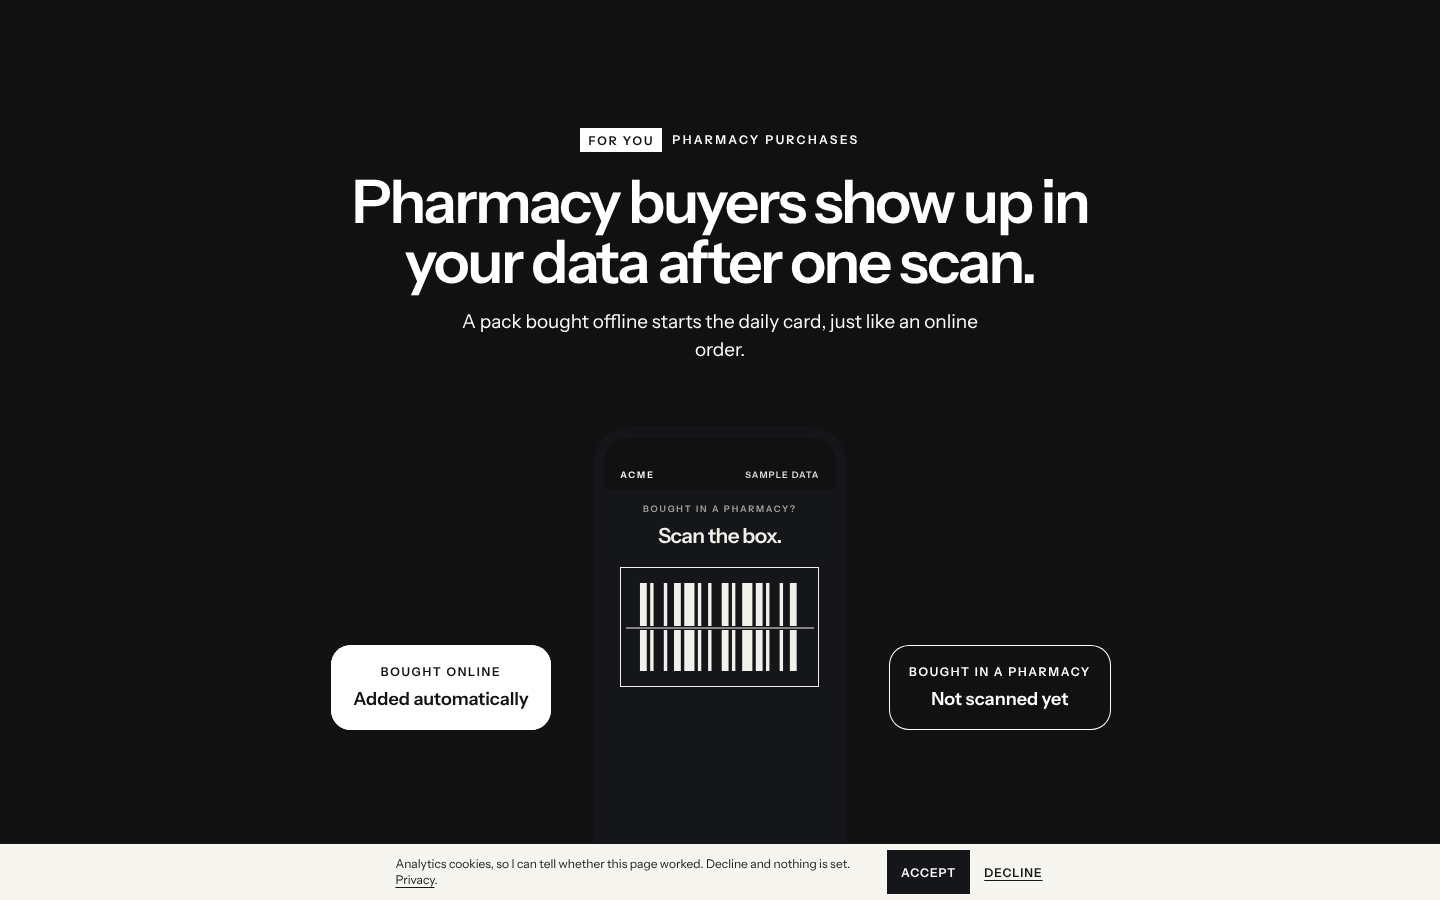 FOR YOU PHARMACY PURCHASES
Pharmacy buyers show up in
your data after one scan.
A pack bought offline starts the daily card, just like an online
order.
ACME SAMPLE DATA
BOUGHT IN A PHARMACY?
Scan the box.
BOUGHT ONLINE
Added automatically
BOUGHT IN A PHARMACY
Not scanned yet
Analytics cookies, so I can tell whether this page worked. Decline and nothing is set.
Privacy.
ACCEPT DECLINE